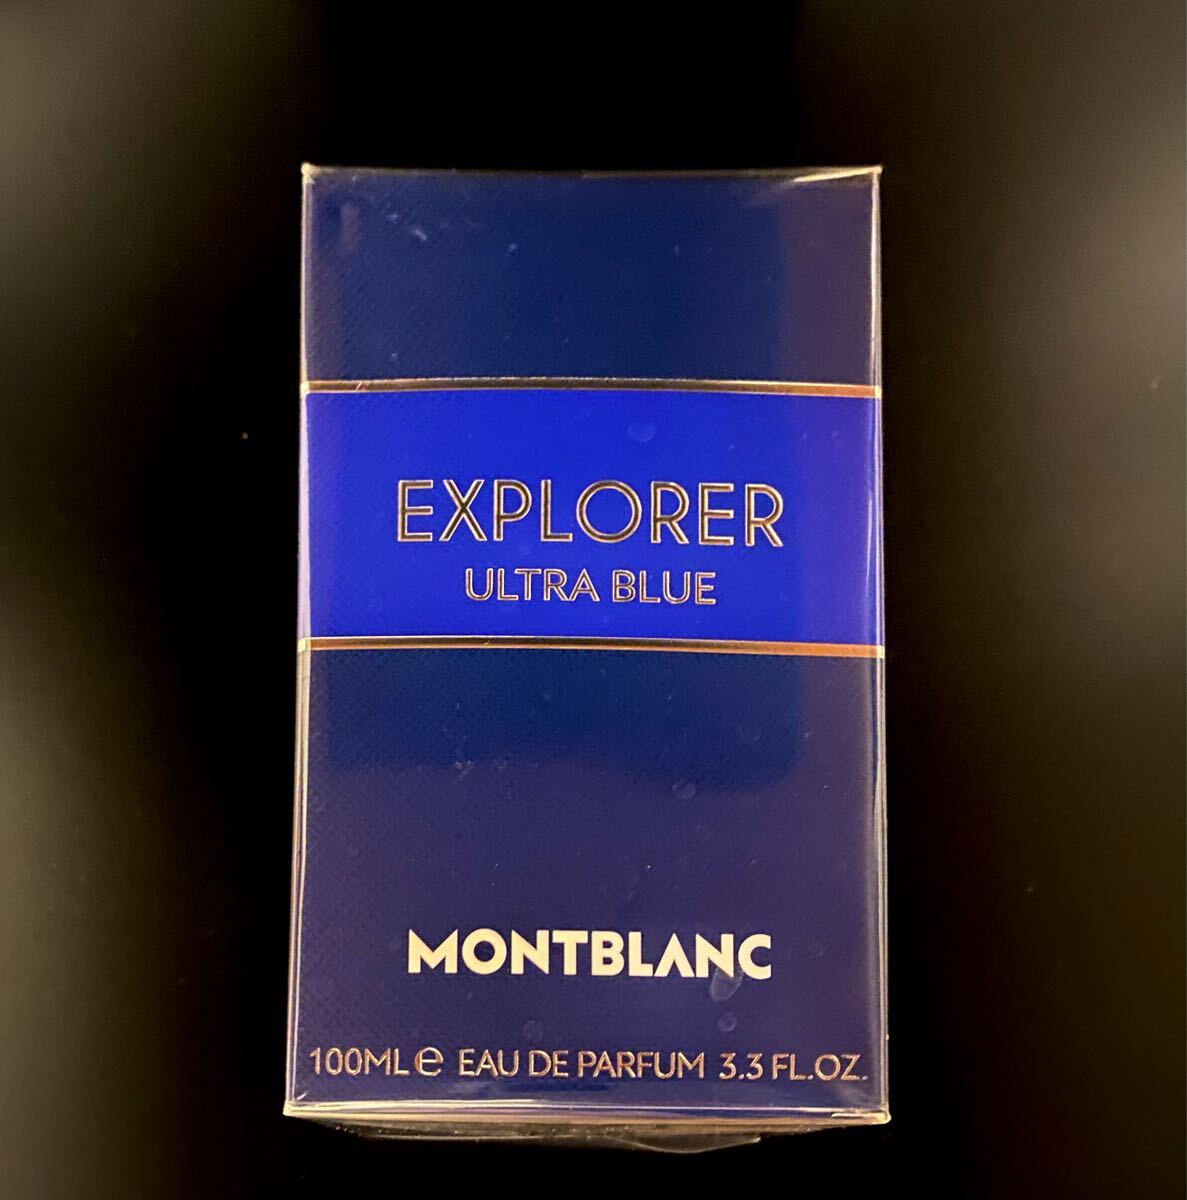 EXPLORER
ULTRA BLUE
MONTBLANC
100ML℮ EAU DE PARFUM 3.3 FL.OZ.